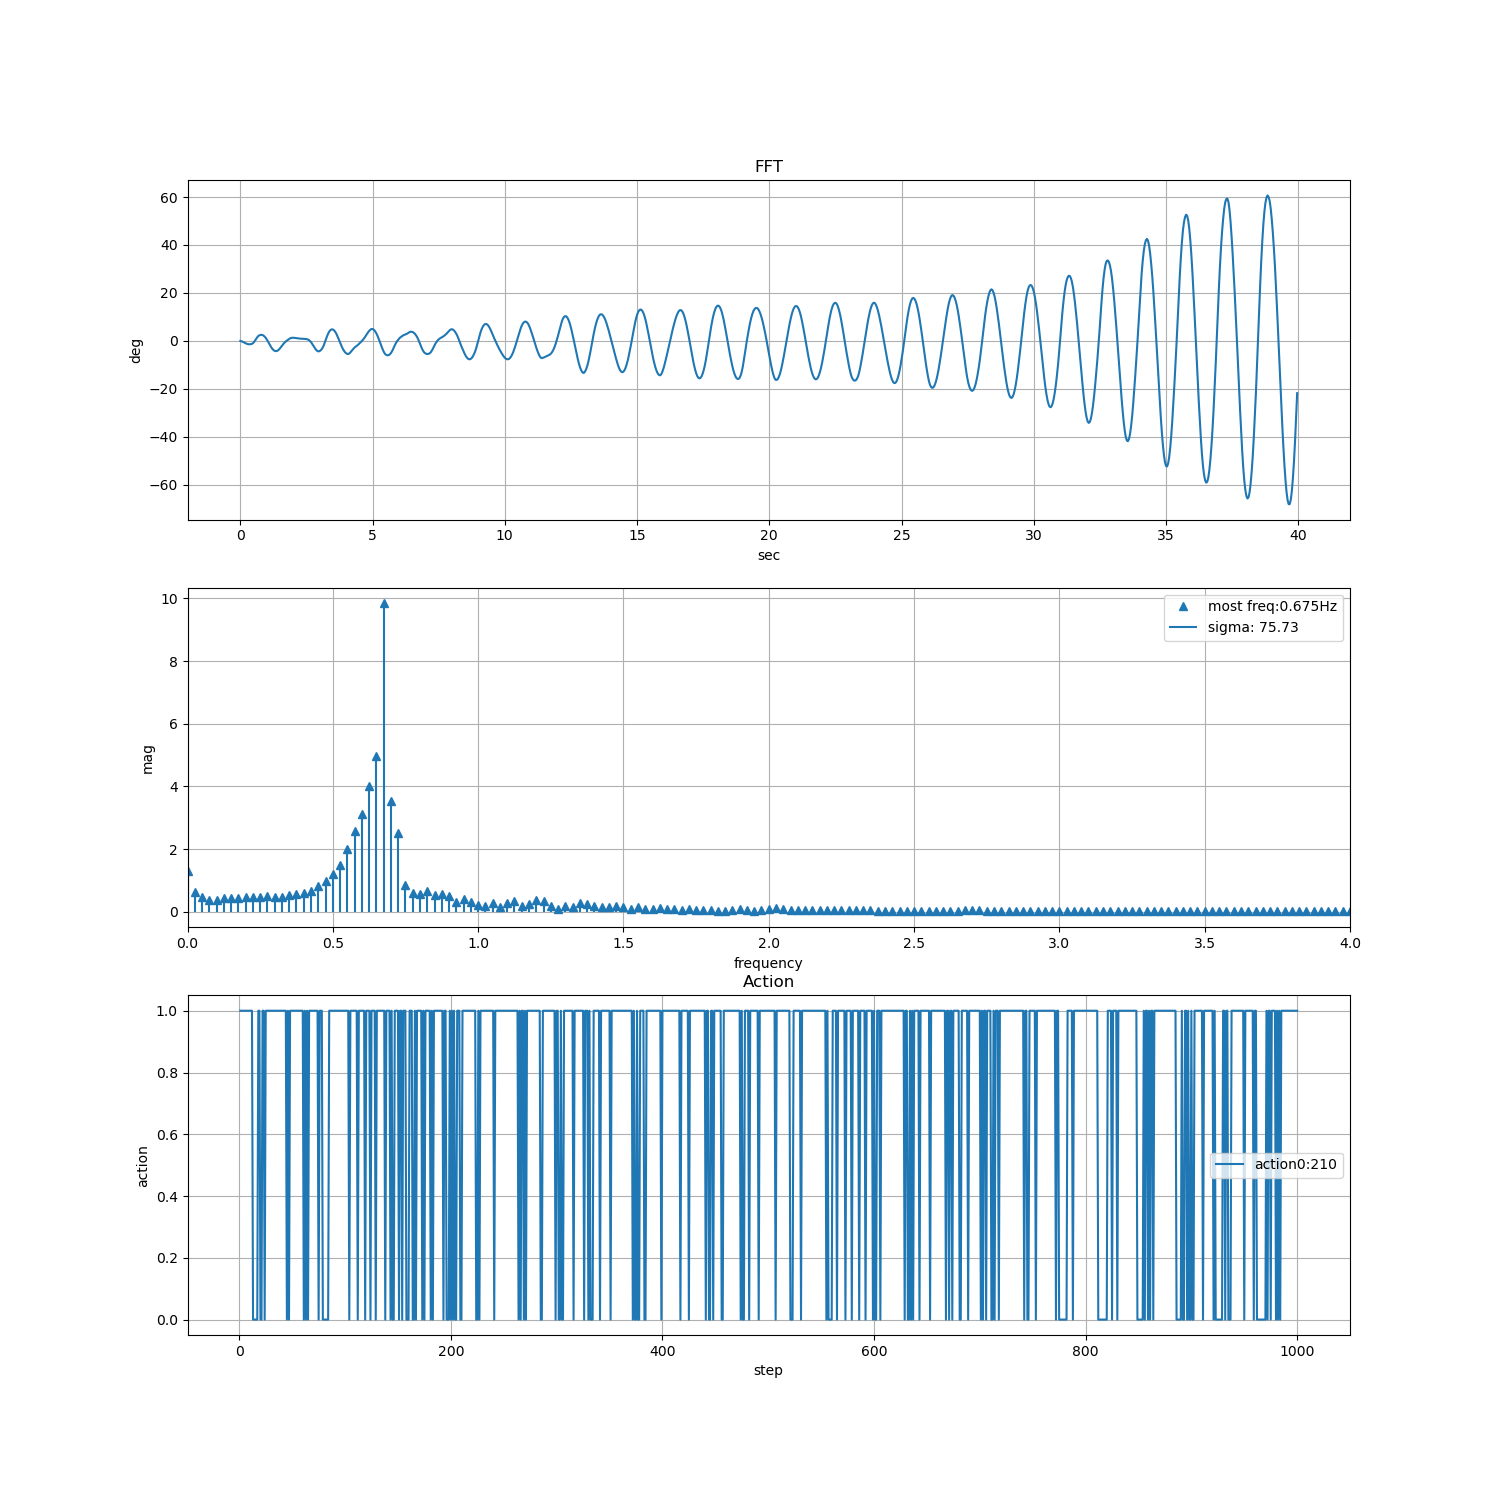 FFT
60
40
20
0
−20
−40
−60
deg
0 5 10 15 20 25 30 35 40
sec
10
8
6
4
2
0
mag
most freq:0.675Hz
sigma: 75.73
0.0 0.5 1.0 1.5 2.0 2.5 3.0 3.5 4.0
frequency
Action
1.0
0.8
0.6
0.4
0.2
0.0
action
action0:210
0 200 400 600 800 1000
step